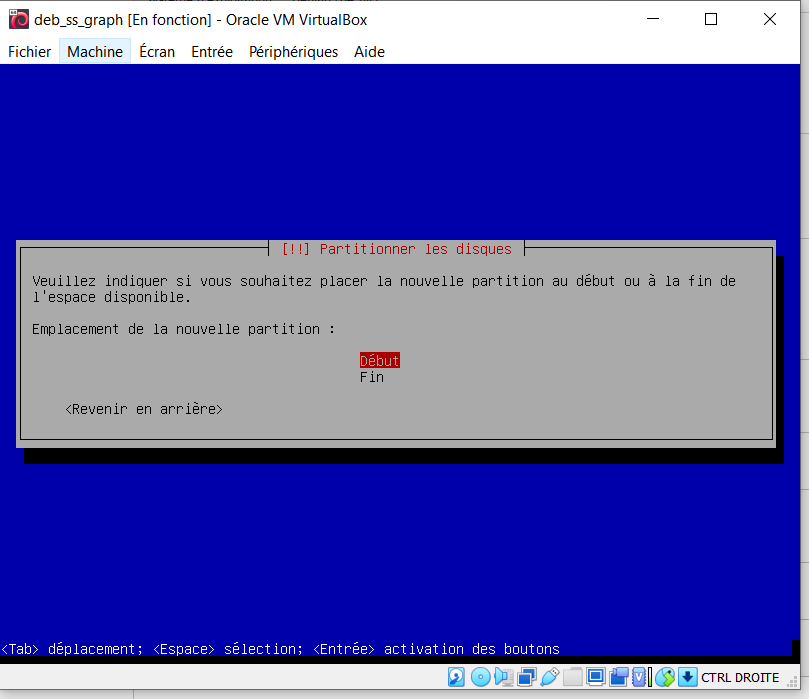 deb_ss_graph [En fonction] - Oracle VM VirtualBox
Fichier Machine Écran Entrée Périphériques Aide
[!!] Partitionner les disques
Veuillez indiquer si vous souhaitez placer la nouvelle partition au début ou à la fin de
l'espace disponible.
Emplacement de la nouvelle partition :
Début
Fin
<Revenir en arrière>
<Tab> déplacement; <Espace> sélection; <Entrée> activation des boutons
CTRL DROITE